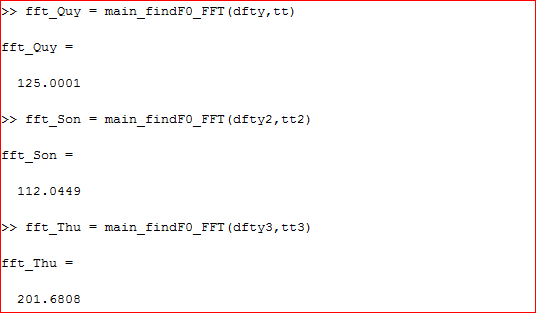 >> fft_Quy = main_findF0_FFT(dfty,tt)
fft_Quy =
125.0001
>> fft_Son = main_findF0_FFT(dfty2,tt2)
fft_Son =
112.0449
>> fft_Thu = main_findF0_FFT(dfty3,tt3)
fft_Thu =
201.6808